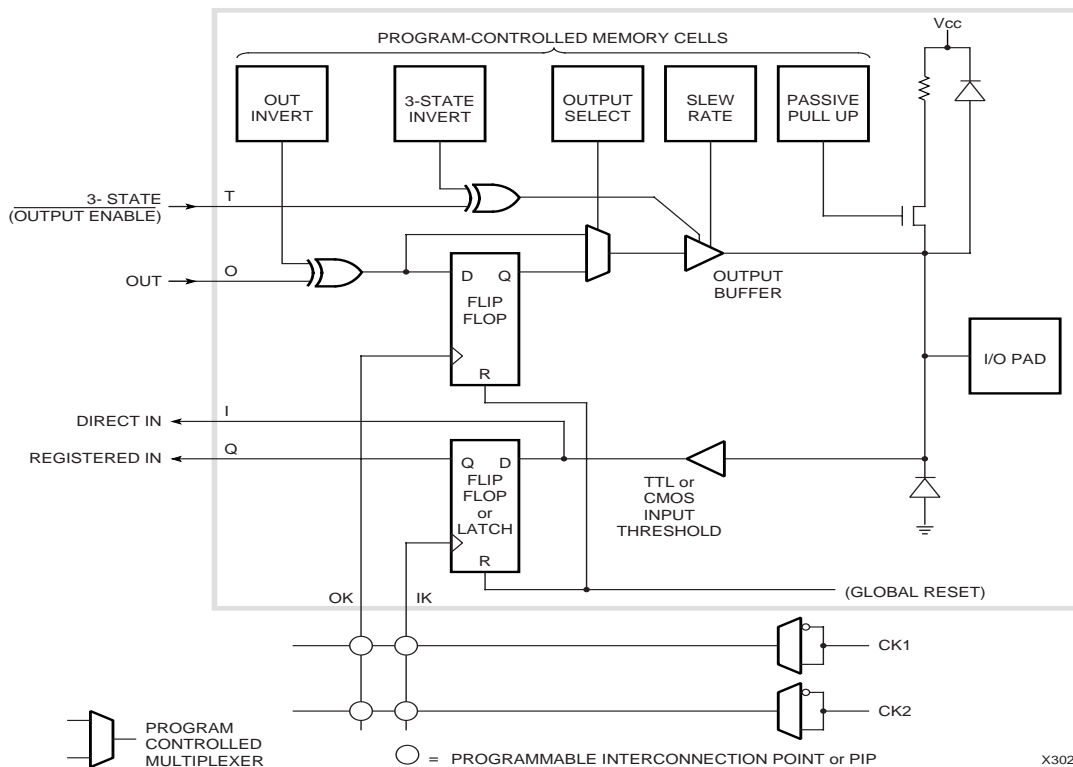 Vcc
PROGRAM-CONTROLLED MEMORY CELLS
OUT
INVERT
3-STATE
INVERT
OUTPUT
SELECT
SLEW
RATE
PASSIVE
PULL UP
3- STATE
(OUTPUT ENABLE)
T
OUT
O
D
Q
FLIP
FLOP
R
OUTPUT
BUFFER
I/O PAD
DIRECT IN
I
REGISTERED IN
Q
Q
D
FLIP
FLOP
or
LATCH
R
TTL or
CMOS
INPUT
THRESHOLD
OK
IK
(GLOBAL RESET)
CK1
CK2
PROGRAM
CONTROLLED
MULTIPLEXER
= PROGRAMMABLE INTERCONNECTION POINT or PIP
X302